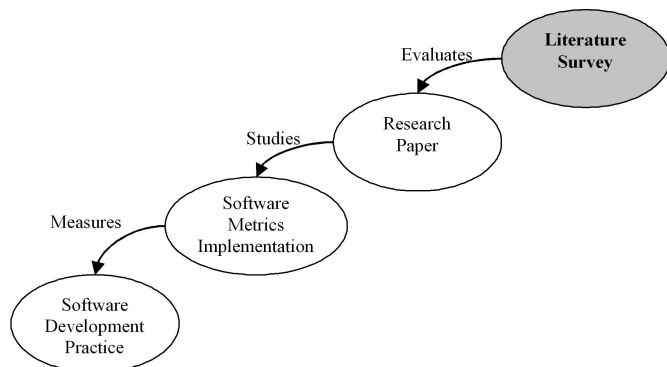 Literature
Survey
Evaluates
Research
Paper
Studies
Software
Metrics
Implementation
Measures
Software
Development
Practice